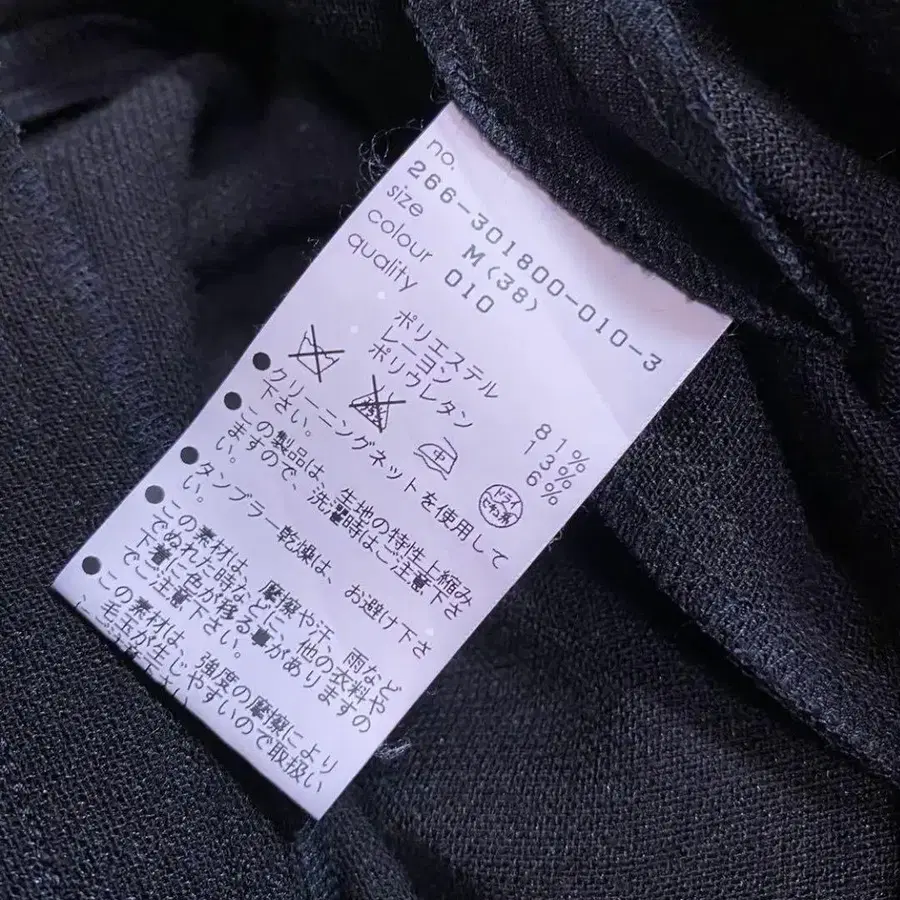 no.
266-301800-010-3
size M(38)
colour 010
quality
ポリエステル 81%
レーヨン 13%
ポリウレタン 6%
中
ドライ
●クリーニングネットを使用して
下さい。
●この製品は、生地の特性上縮み
ますので、洗濯時はご注意下さ
い。
●タンブラー乾燥は、お避け下さ
い。
●この素材は、摩擦や汗、雨など
でぬれた時などに、他の衣料や
下着に色が移る事がありますの
でご注意下さい。
●この素材は、強度の摩擦により
毛玉が生じやすいので取扱い
に